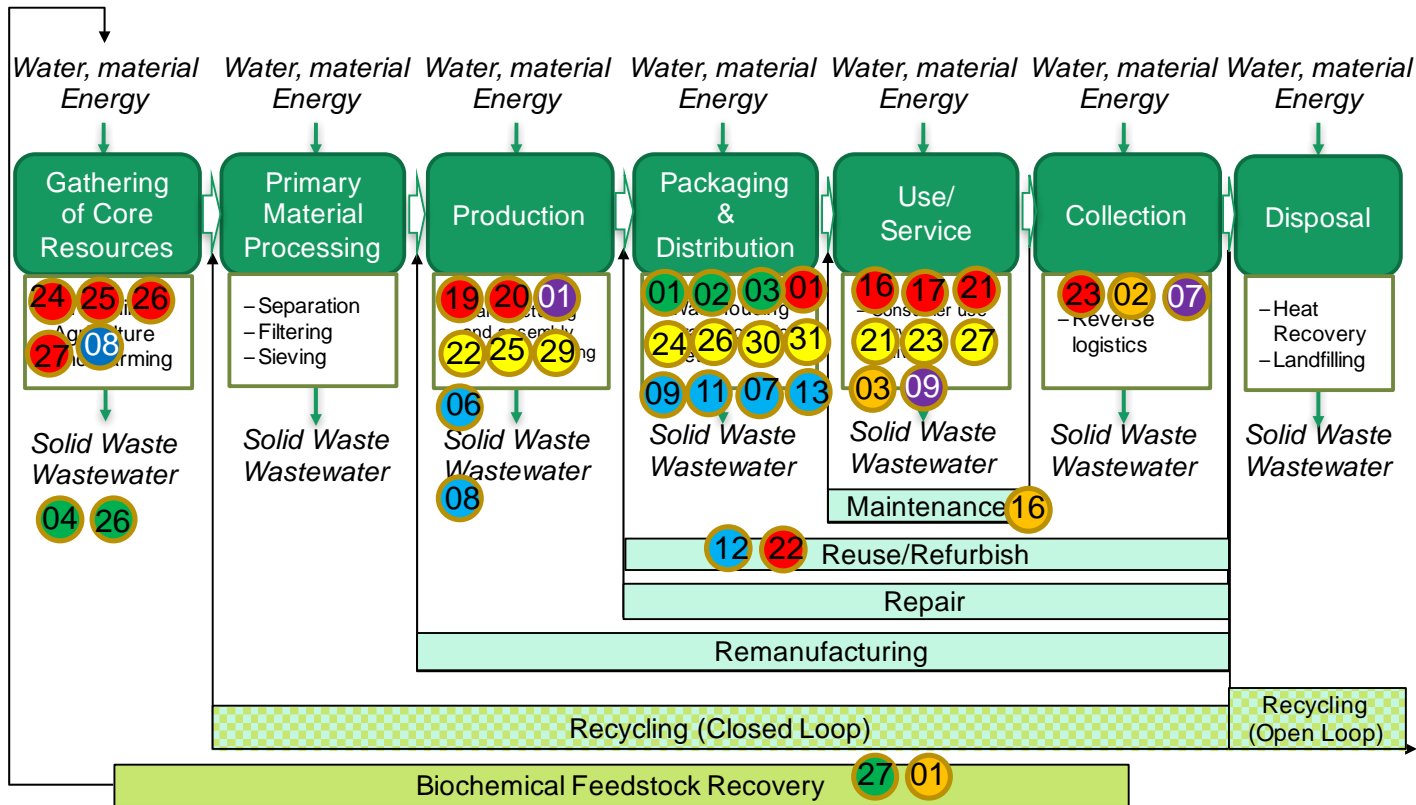 Water, material
Energy
Water, material
Energy
Water, material
Energy
Water, material
Energy
Water, material
Energy
Water, material
Energy
Water, material
Energy
Gathering
of Core
Resources
Primary
Material
Processing
Production
Packaging
&
Distribution
Use/
Service
Collection
Disposal
24 25 26
27 08
–Separation
–Filtering
–Sieving
19 20 01
and assembly
22 25 29
06
01 02 03 01
24 26 30 31
09 11 07 13
16 17 21
21 23 27
03 09
23 02 07
–Reverse
logistics
–Heat
Recovery
–Landfilling
Solid Waste
Wastewater
04 26
Solid Waste
Wastewater
Solid Waste
Wastewater
08
Solid Waste
Wastewater
Solid Waste
Wastewater
Solid Waste
Wastewater
Solid Waste
Wastewater
Maintenance 16
12 22 Reuse/Refurbish
Repair
Remanufacturing
Recycling (Closed Loop)
Recycling
(Open Loop)
Biochemical Feedstock Recovery 27 01